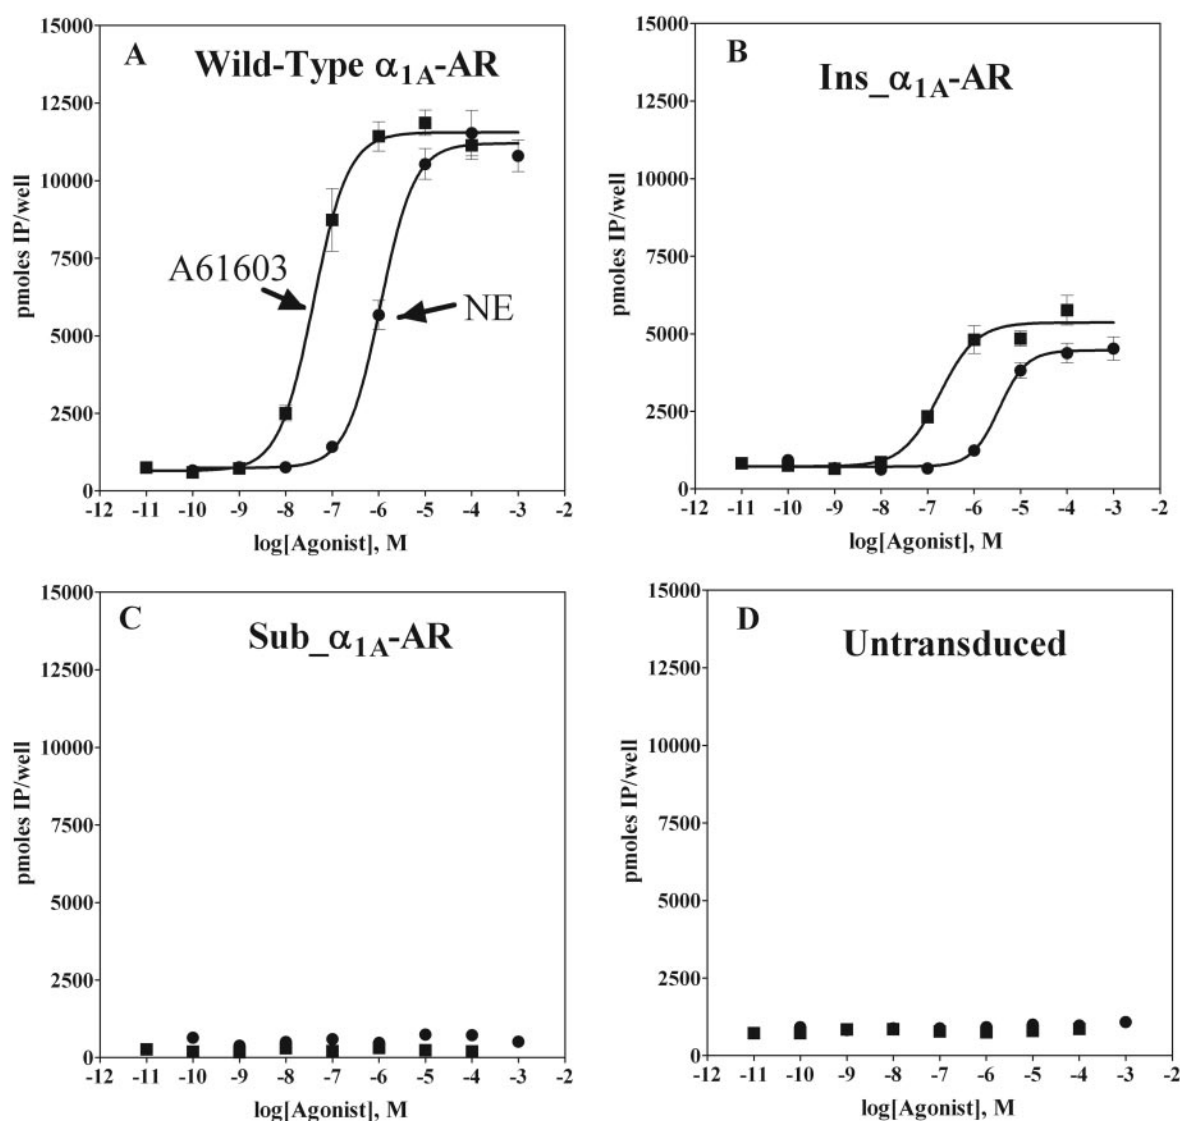 A
Wild-Type α1A-AR
15000
12500
10000
7500
5000
2500
0
pmoles IP/well
A61603
NE
-12 -11 -10 -9 -8 -7 -6 -5 -4 -3 -2
log[Agonist], M
B
Ins_α1A-AR
15000
12500
10000
7500
5000
2500
0
pmoles IP/well
-12 -11 -10 -9 -8 -7 -6 -5 -4 -3 -2
log[Agonist], M
C
Sub_α1A-AR
15000
12500
10000
7500
5000
2500
0
pmoles IP/well
-12 -11 -10 -9 -8 -7 -6 -5 -4 -3 -2
log[Agonist], M
D
Untransduced
15000
12500
10000
7500
5000
2500
0
pmoles IP/well
-12 -11 -10 -9 -8 -7 -6 -5 -4 -3 -2
log[Agonist], M